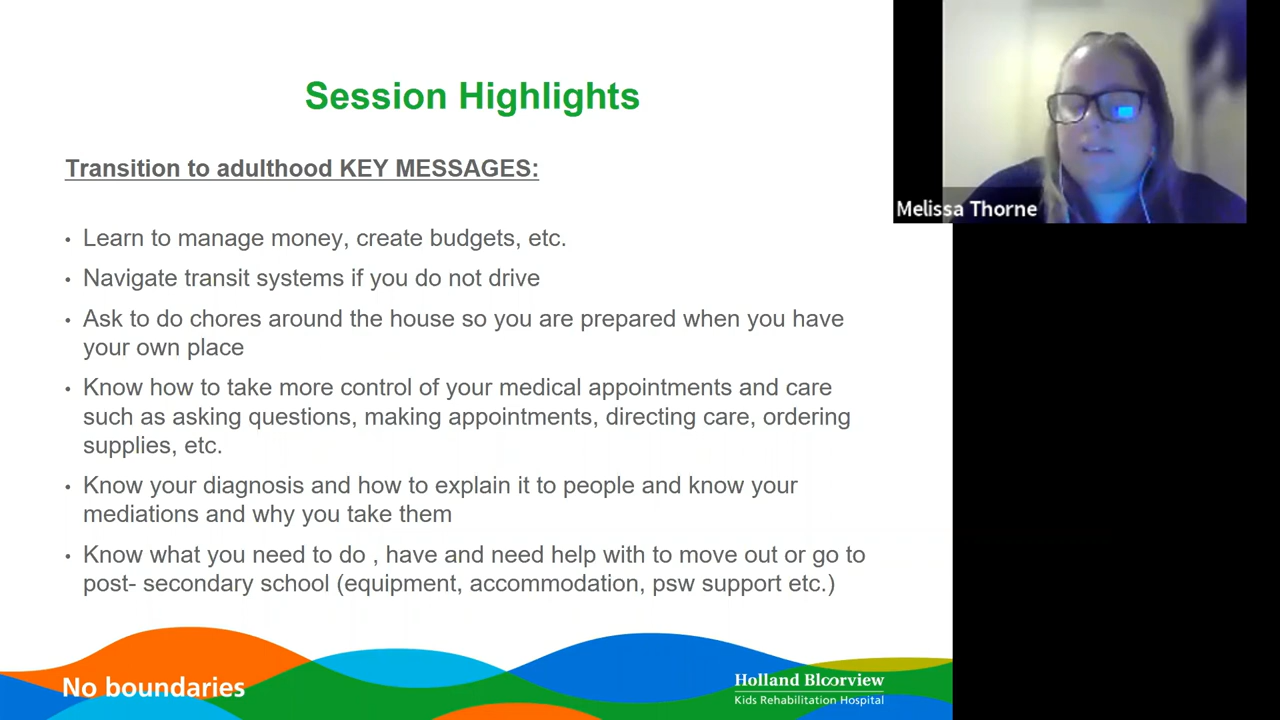 Session Highlights
Transition to adulthood KEY MESSAGES:
• Learn to manage money, create budgets, etc.
• Navigate transit systems if you do not drive
• Ask to do chores around the house so you are prepared when you have
your own place
• Know how to take more control of your medical appointments and care
such as asking questions, making appointments, directing care, ordering
supplies, etc.
• Know your diagnosis and how to explain it to people and know your
mediations and why you take them
• Know what you need to do , have and need help with to move out or go to
post- secondary school (equipment, accommodation, psw support etc.)
No boundaries
Holland Bloorview
Kids Rehabilitation Hospital
Melissa Thorne